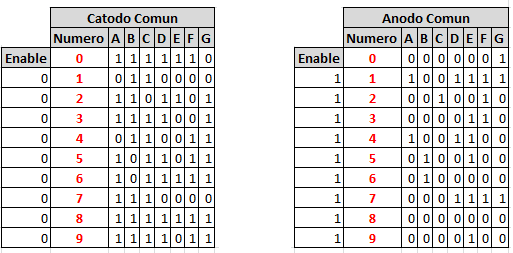 Catodo Comun
Numero A B C D E F G
Enable 0 1 1 1 1 1 1 0
0 1 0 1 1 0 0 0 0
0 2 1 1 0 1 1 0 1
0 3 1 1 1 1 0 0 1
0 4 0 1 1 0 0 1 1
0 5 1 0 1 1 0 1 1
0 6 1 0 1 1 1 1 1
0 7 1 1 1 0 0 0 0
0 8 1 1 1 1 1 1 1
0 9 1 1 1 1 0 1 1
Anodo Comun
Numero A B C D E F G
Enable 0 0 0 0 0 0 0 1
1 1 1 0 0 1 1 1 1
1 2 0 0 1 0 0 1 0
1 3 0 0 0 0 1 1 0
1 4 1 0 0 1 1 0 0
1 5 0 1 0 0 1 0 0
1 6 0 1 0 0 0 0 0
1 7 0 0 0 1 1 1 1
1 8 0 0 0 0 0 0 0
1 9 0 0 0 0 1 0 0